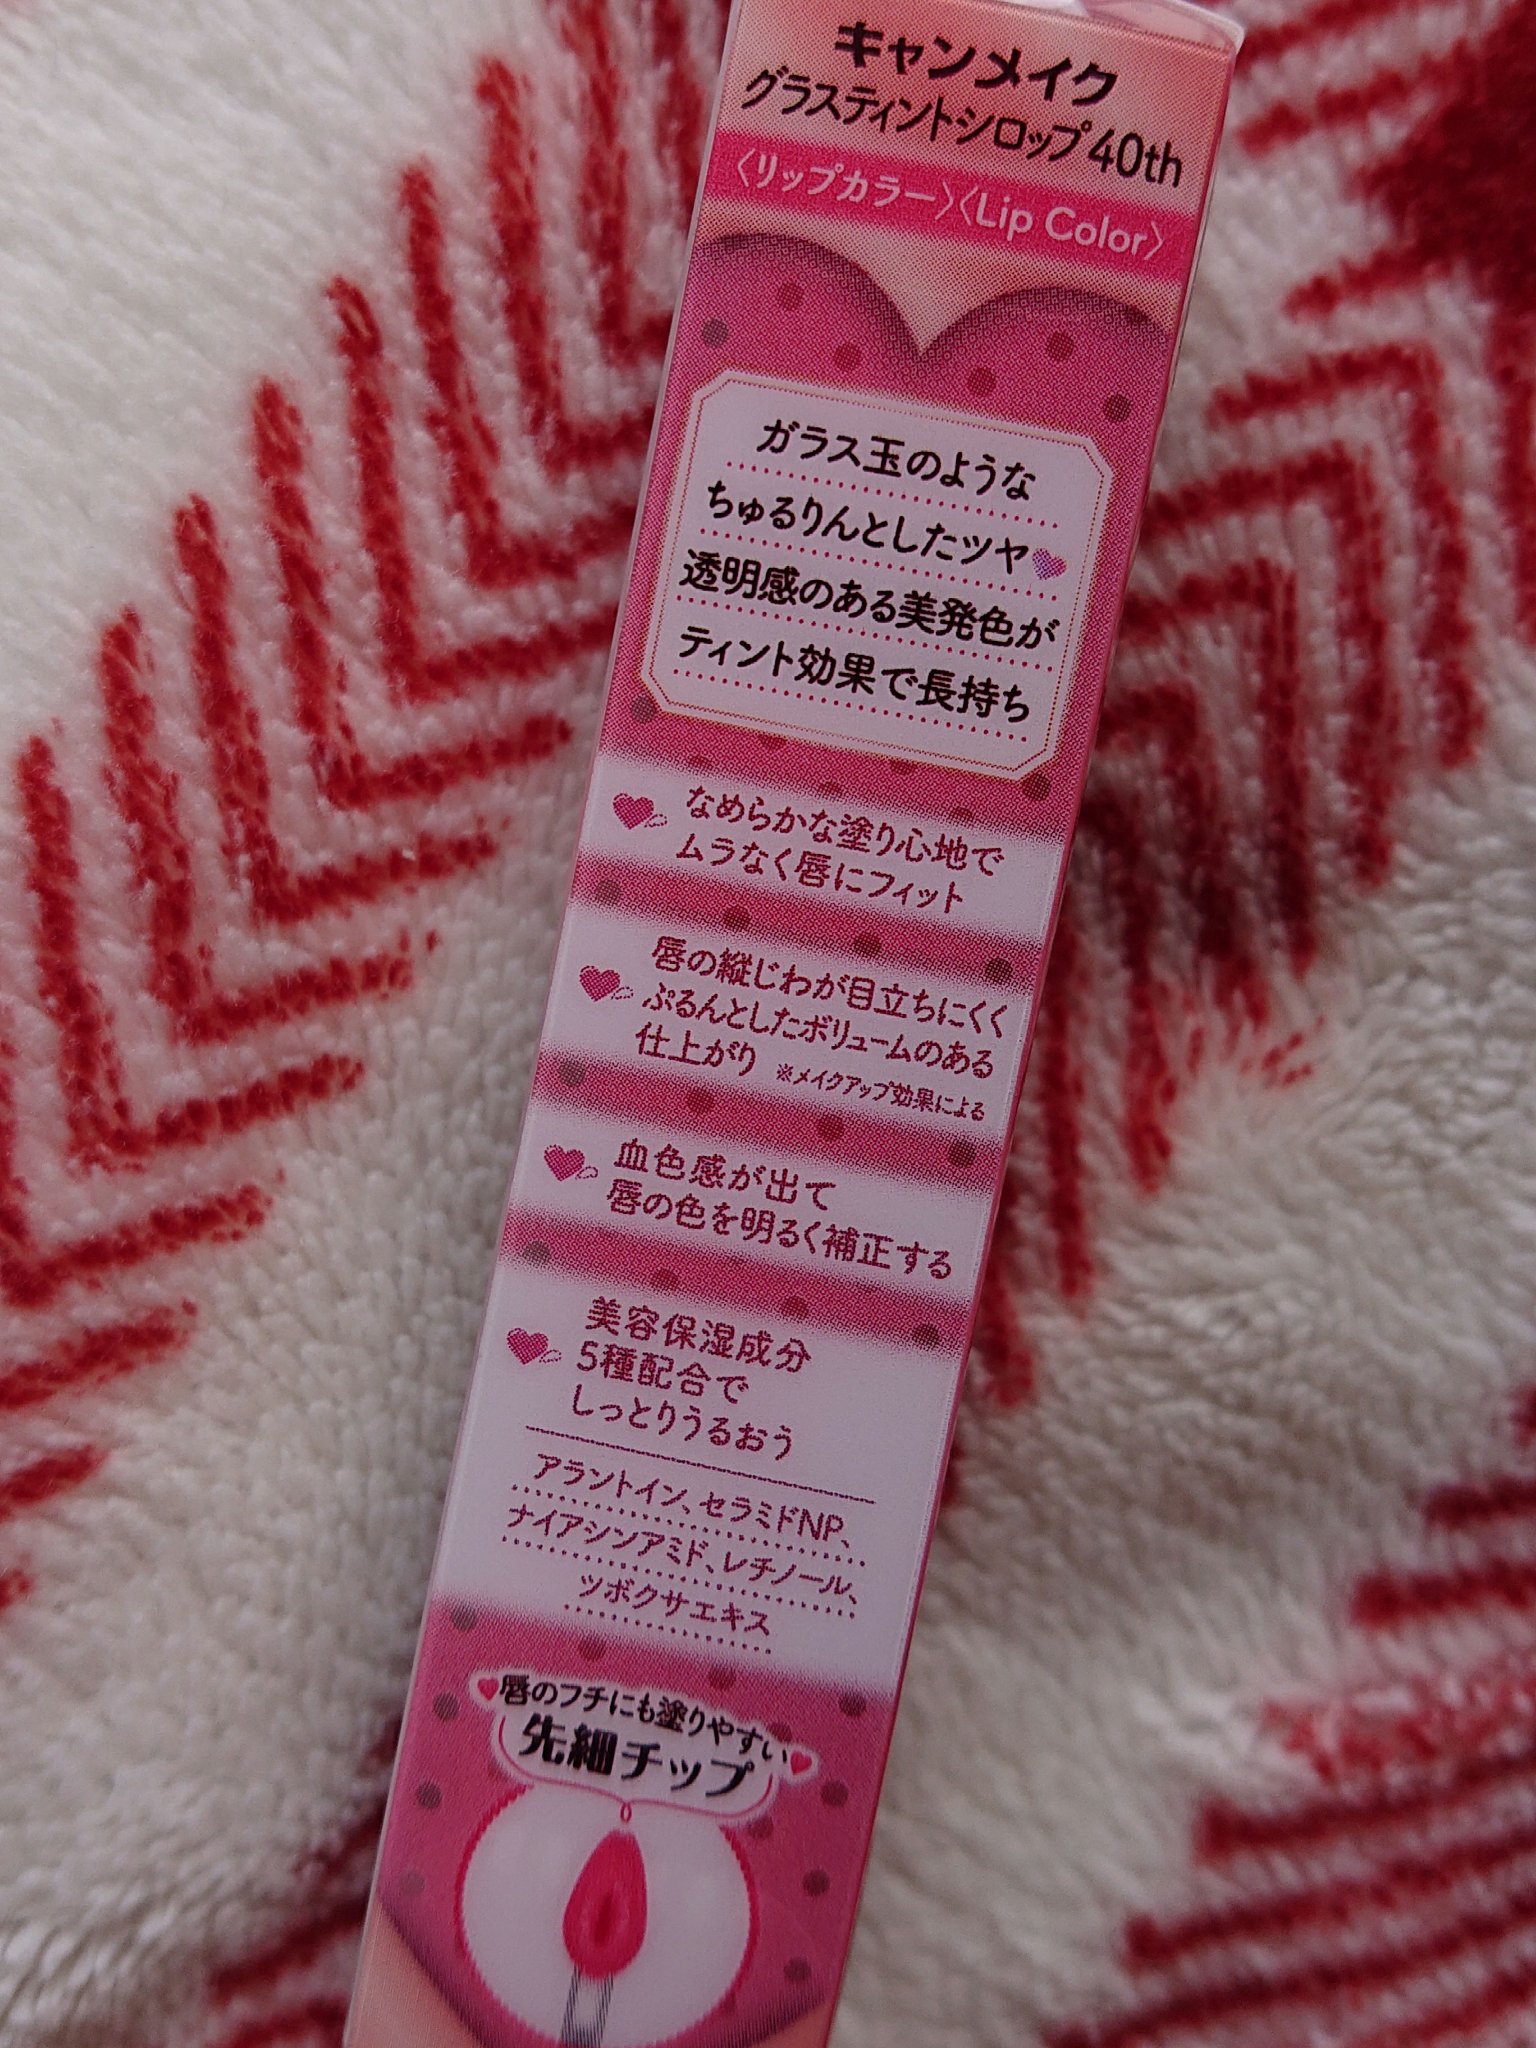 キャンメイク
グラスティントシロップ40th
〈リップカラー〉〈Lip Color〉
ガラス玉のような
ちゅるりんとしたツヤ
透明感のある美発色が
ティント効果で長持ち
なめらかな塗り心地で
ムラなく唇にフィット
唇の縦じわが目立ちにくく
ぷるんとしたボリュームのある
仕上がり ※メイクアップ効果による
血色感が出て
唇の色を明るく補正する
美容保湿成分
5種配合で
しっとりうるおう
アラントイン、セラミドNP、
ナイアシンアミド、レチノール、
ツボクサエキス
唇のフチにも塗りやすい
先細チップ